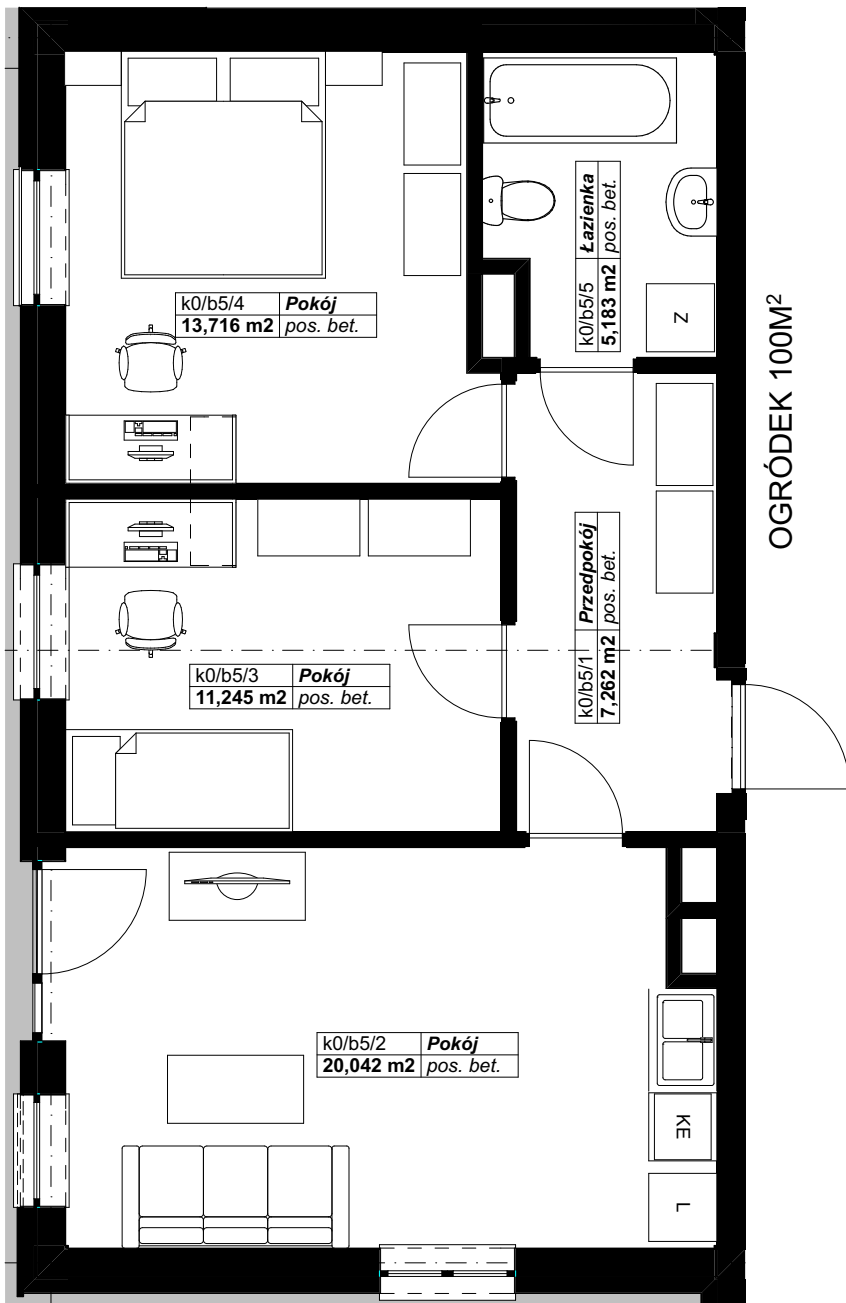 k0/b5/4 Pokój
13,716 m2 pos. bet.
k0/b5/5 Łazienka
5,183 m2 pos. bet.
Z
OGRÓDEK 100M²
k0/b5/3 Pokój
11,245 m2 pos. bet.
k0/b5/1 Przedpokój
7,262 m2 pos. bet.
k0/b5/2 Pokój
20,042 m2 pos. bet.
KE
L